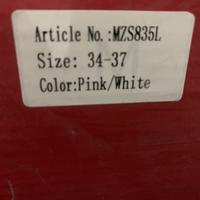 Article No.:MZS835L
Size: 34-37
Color:Pink/White